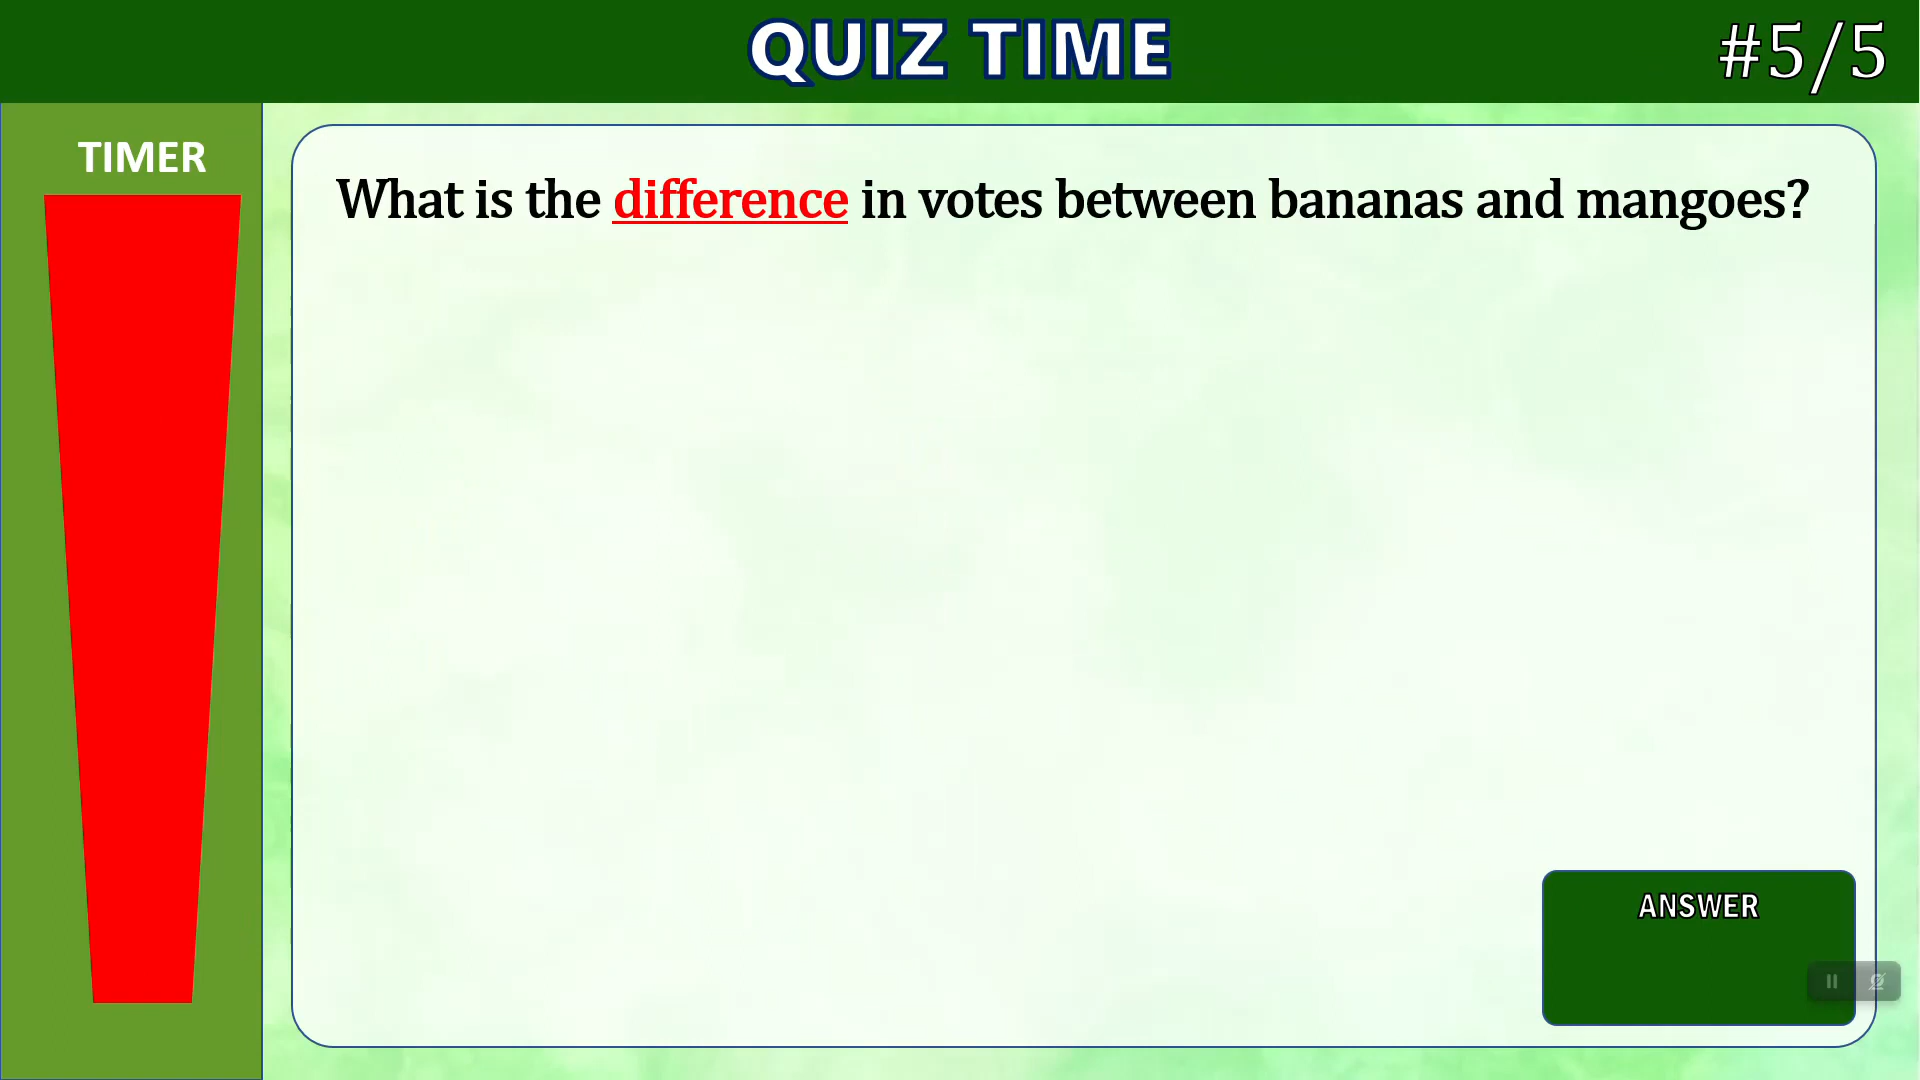 QUIZ TIME
#5/5
TIMER
What is the difference in votes between bananas and mangoes?
ANSWER